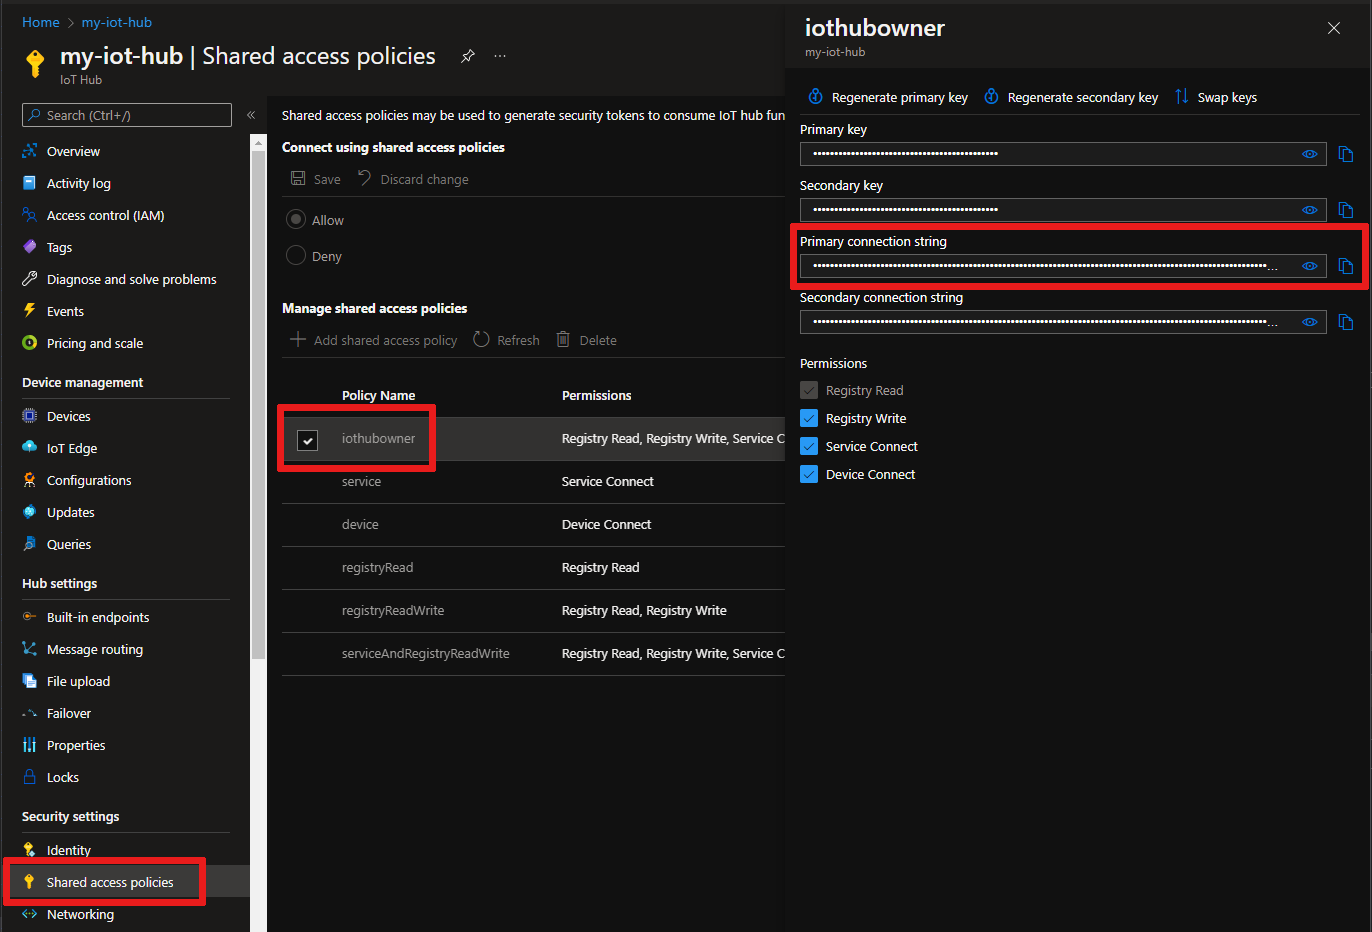 Home > my-iot-hub
my-iot-hub | Shared access policies
IoT Hub
Search (Ctrl+/)
Overview
Activity log
Access control (IAM)
Tags
Diagnose and solve problems
Events
Pricing and scale
Device management
Devices
IoT Edge
Configurations
Updates
Queries
Hub settings
Built-in endpoints
Message routing
File upload
Failover
Properties
Locks
Security settings
Identity
Shared access policies
Networking
Shared access policies may be used to generate security tokens to consume IoT hub fun
Connect using shared access policies
Save Discard change
Allow
Deny
Manage shared access policies
Add shared access policy Refresh Delete
Policy Name Permissions
iothubowner Registry Read, Registry Write, Service C
service Service Connect
device Device Connect
registryRead Registry Read
registryReadWrite Registry Read, Registry Write
serviceAndRegistryReadWrite Registry Read, Registry Write, Service C
iothubowner
my-iot-hub
Regenerate primary key Regenerate secondary key Swap keys
Primary key
Secondary key
Primary connection string
Secondary connection string
Permissions
Registry Read
Registry Write
Service Connect
Device Connect